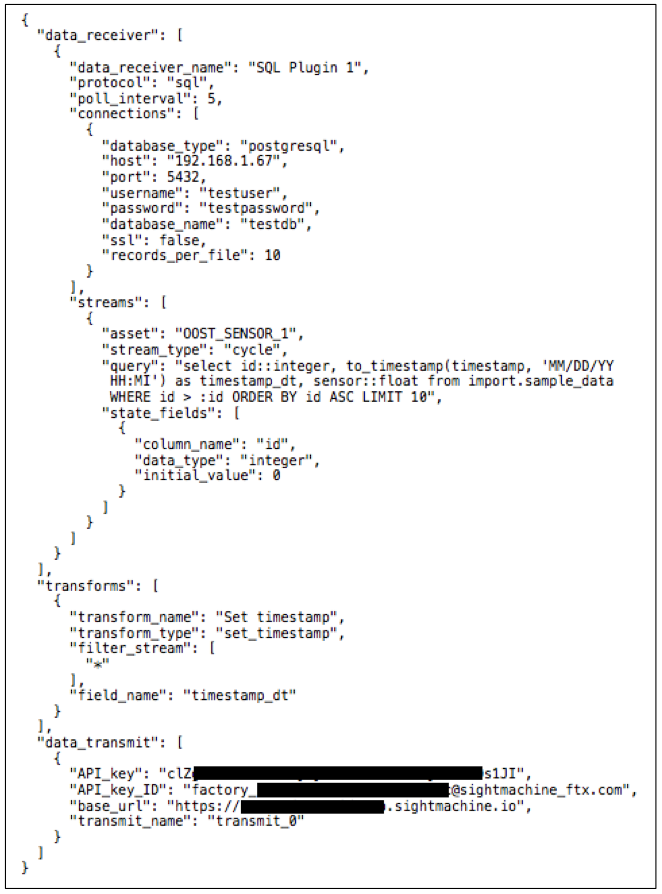 {
  "data_receiver": [
    {
      "data_receiver_name": "SQL Plugin 1",
      "protocol": "sql",
      "poll_interval": 5,
      "connections": [
        {
          "database_type": "postgresql",
          "host": "192.168.1.67",
          "port": 5432,
          "username": "testuser",
          "password": "testpassword",
          "database_name": "testdb",
          "ssl": false,
          "records_per_file": 10
        }
      ],
      "streams": [
        {
          "asset": "OOST_SENSOR_1",
          "stream_type": "cycle",
          "query": "select id::integer, to_timestamp(timestamp, 'MM/DD/YY
           HH:MI') as timestamp_dt, sensor::float from import.sample_data
           WHERE id > :id ORDER BY id ASC LIMIT 10",
          "state_fields": [
            {
              "column_name": "id",
              "data_type": "integer",
              "initial_value": 0
            }
          ]
        }
      ]
    }
  ],
  "transforms": [
    {
      "transform_name": "Set timestamp",
      "transform_type": "set_timestamp",
      "filter_stream": [
        "*"
      ],
      "field_name": "timestamp_dt"
    }
  ],
  "data_transmit": [
    {
      "API_key": "clZ s1JI",
      "API_key_ID": "factory_ @sightmachine_ftx.com",
      "base_url": "https:// .sightmachine.io",
      "transmit_name": "transmit_0"
    }
  ]
}